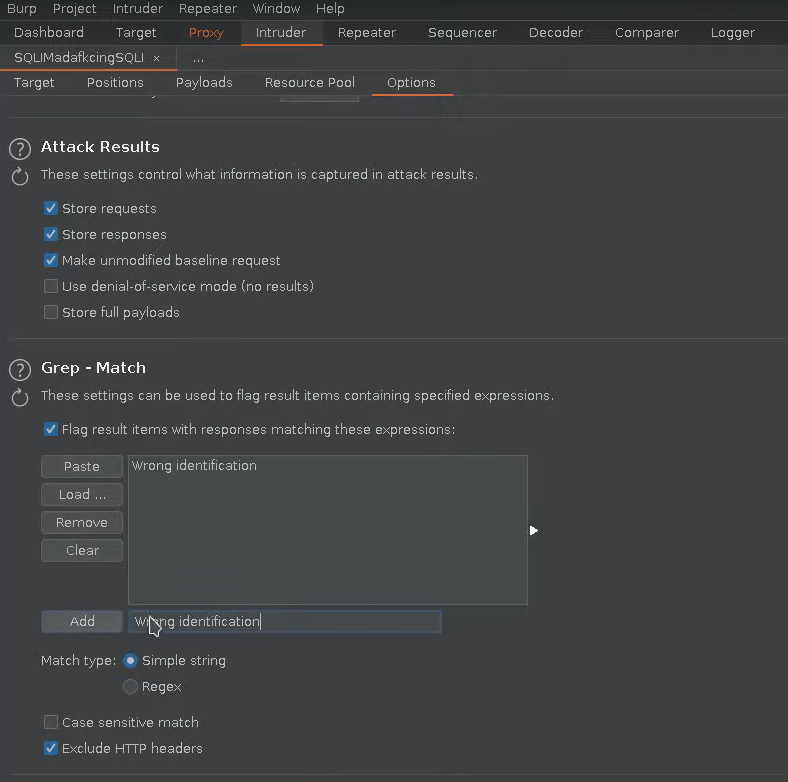 Burp Project Intruder Repeater Window Help
Dashboard Target Proxy Intruder Repeater Sequencer Decoder Comparer Logger
SQLIMadafkcingSQLI × ...
Target Positions Payloads Resource Pool Options
? Attack Results
These settings control what information is captured in attack results.
Store requests
Store responses
Make unmodified baseline request
Use denial-of-service mode (no results)
Store full payloads
? Grep - Match
These settings can be used to flag result items containing specified expressions.
Flag result items with responses matching these expressions:
Paste Wrong identification
Load ...
Remove
Clear
Add Wrong identification
Match type: Simple string
Regex
Case sensitive match
Exclude HTTP headers